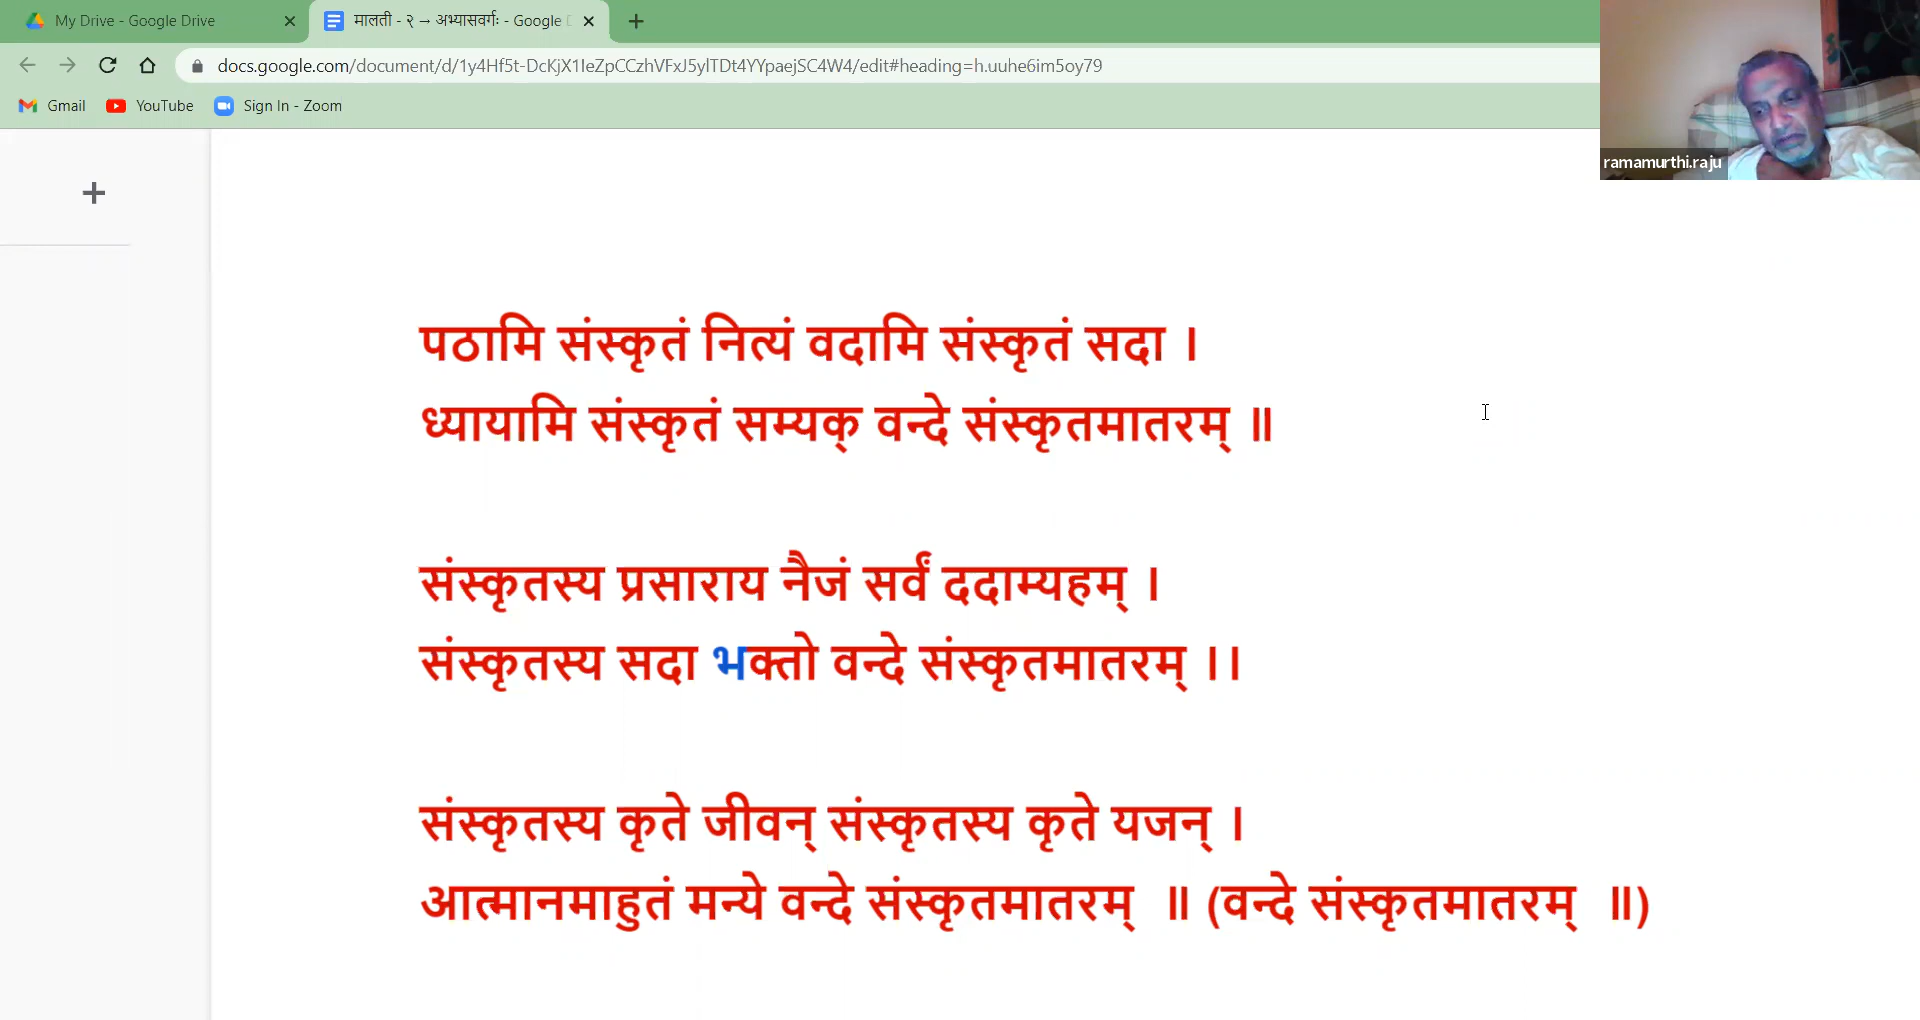 My Drive - Google Drive
मालती - २ → अभ्यासवर्गः - Google
docs.google.com/document/d/1y4Hf5t-DcKjX1IeZpCCzhVFxJ5ylTDt4YYpaejSC4W4/edit#heading=h.uuhe6im5oy79
Gmail YouTube Sign In - Zoom
ramamurthi.raju
पठामि संस्कृतं नित्यं वदामि संस्कृतं सदा ।
ध्यायामि संस्कृतं सम्यक् वन्दे संस्कृतमातरम् ॥
संस्कृतस्य प्रसाराय नैजं सर्वं ददाम्यहम् ।
संस्कृतस्य सदा भक्तो वन्दे संस्कृतमातरम् ।।
संस्कृतस्य कृते जीवन् संस्कृतस्य कृते यजन् ।
आत्मानमाहुतं मन्ये वन्दे संस्कृतमातरम् ॥ (वन्दे संस्कृतमातरम् ॥)